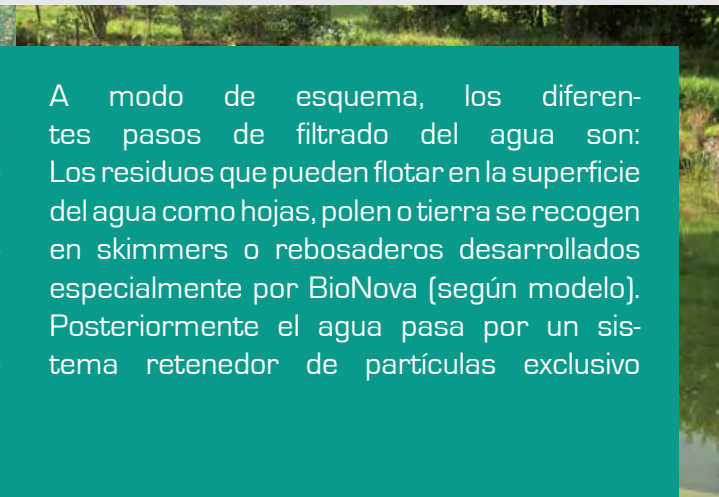 A modo de esquema, los diferen-
tes pasos de filtrado del agua son:
Los residuos que pueden flotar en la superficie
del agua como hojas, polen o tierra se recogen
en skimmers o rebosaderos desarrollados
especialmente por BioNova (según modelo).
Posteriormente el agua pasa por un sis-
tema retenedor de partículas exclusivo